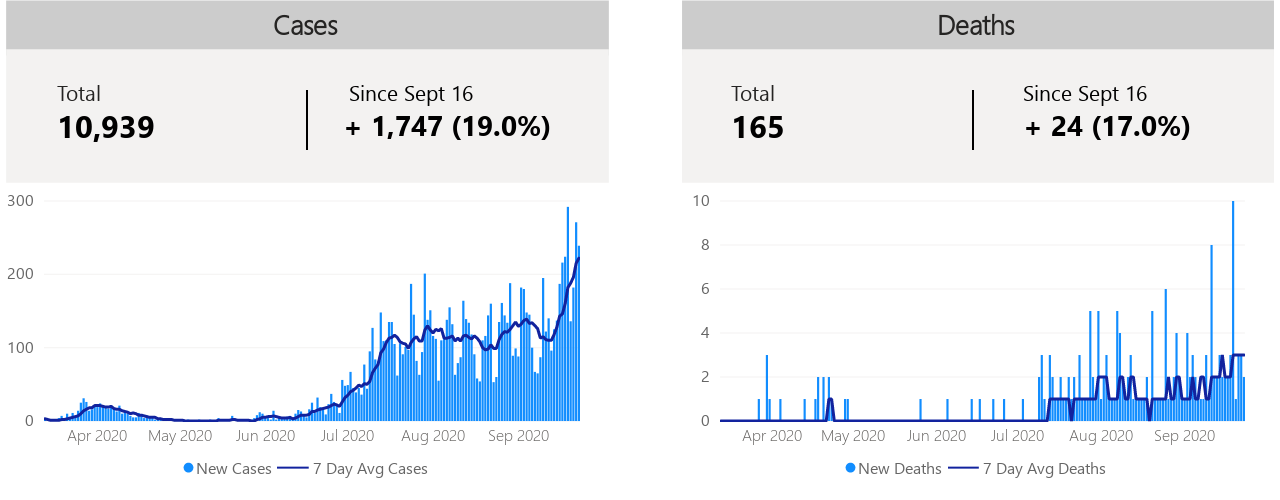 Cases
Total
10,939
Since Sept 16
+ 1,747 (19.0%)
300
200
100
0
Apr 2020 May 2020 Jun 2020 Jul 2020 Aug 2020 Sep 2020
New Cases 7 Day Avg Cases
Deaths
Total
165
Since Sept 16
+ 24 (17.0%)
10
8
6
4
2
0
Apr 2020 May 2020 Jun 2020 Jul 2020 Aug 2020 Sep 2020
New Deaths 7 Day Avg Deaths